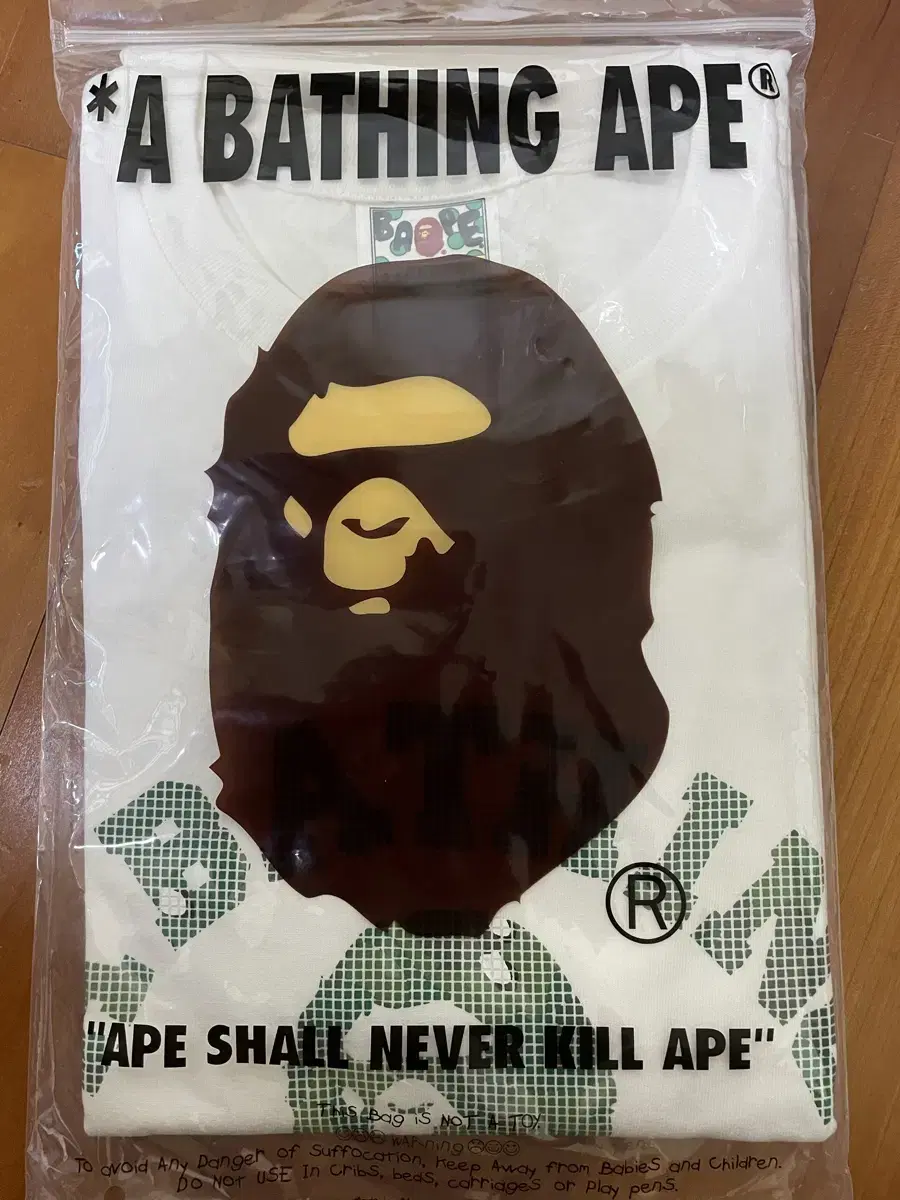 *A BATHING APE®
BAPE
®
"APE SHALL NEVER KILL APE"
THIS Bag iS NOT A TOY
WARNing
To avoid Any Danger of Suffocation, Keep Away from Babies and Children.
DO NOT USE In Cribs, beds, carriages or Play pens.